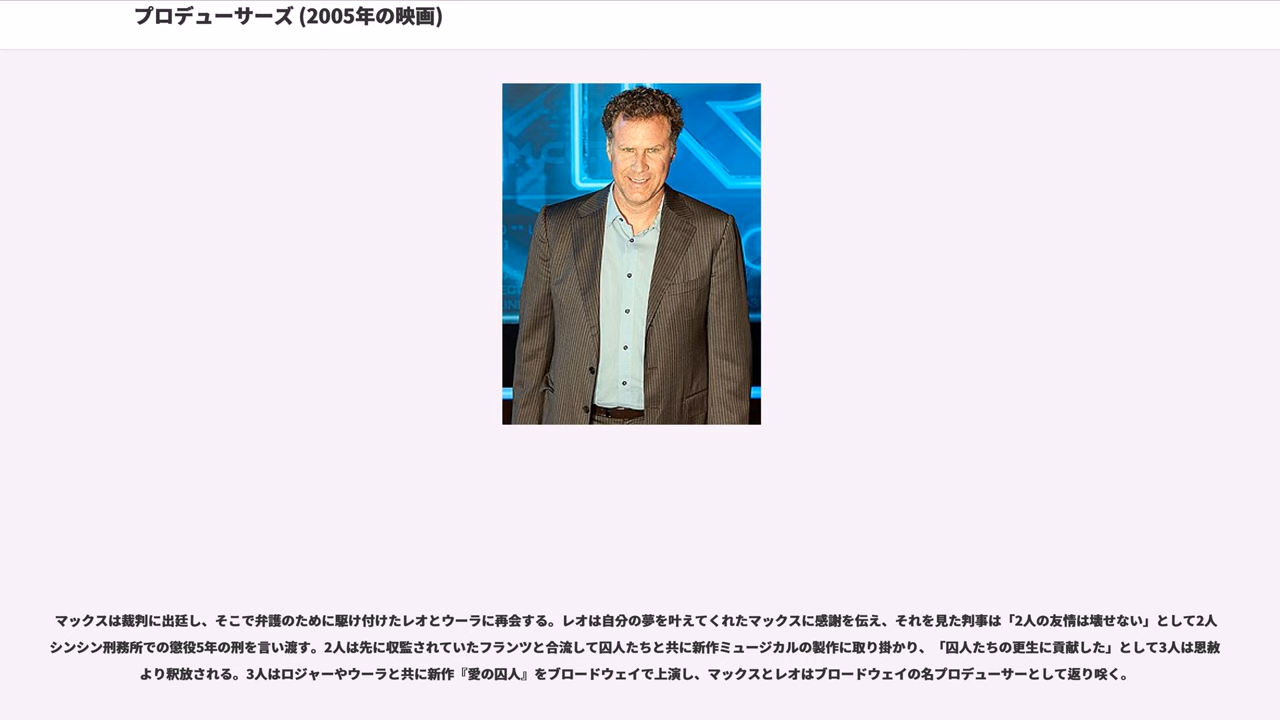 プロデューサーズ (2005年の映画)
マックスは裁判に出廷し、そこで弁護のために駆け付けたレオとウーラに再会する。レオは自分の夢を叶えてくれたマックスに感謝を伝え、それを見た判事は「2人の友情は壊せない」として2人
シンシン刑務所での懲役5年の刑を言い渡す。2人は先に収監されていたフランツと合流して囚人たちと共に新作ミュージカルの製作に取り掛かり、「囚人たちの更生に貢献した」として3人は恩赦
より釈放される。3人はロジャーやウーラと共に新作『愛の囚人』をブロードウェイで上演し、マックスとレオはブロードウェイの名プロデューサーとして返り咲く。